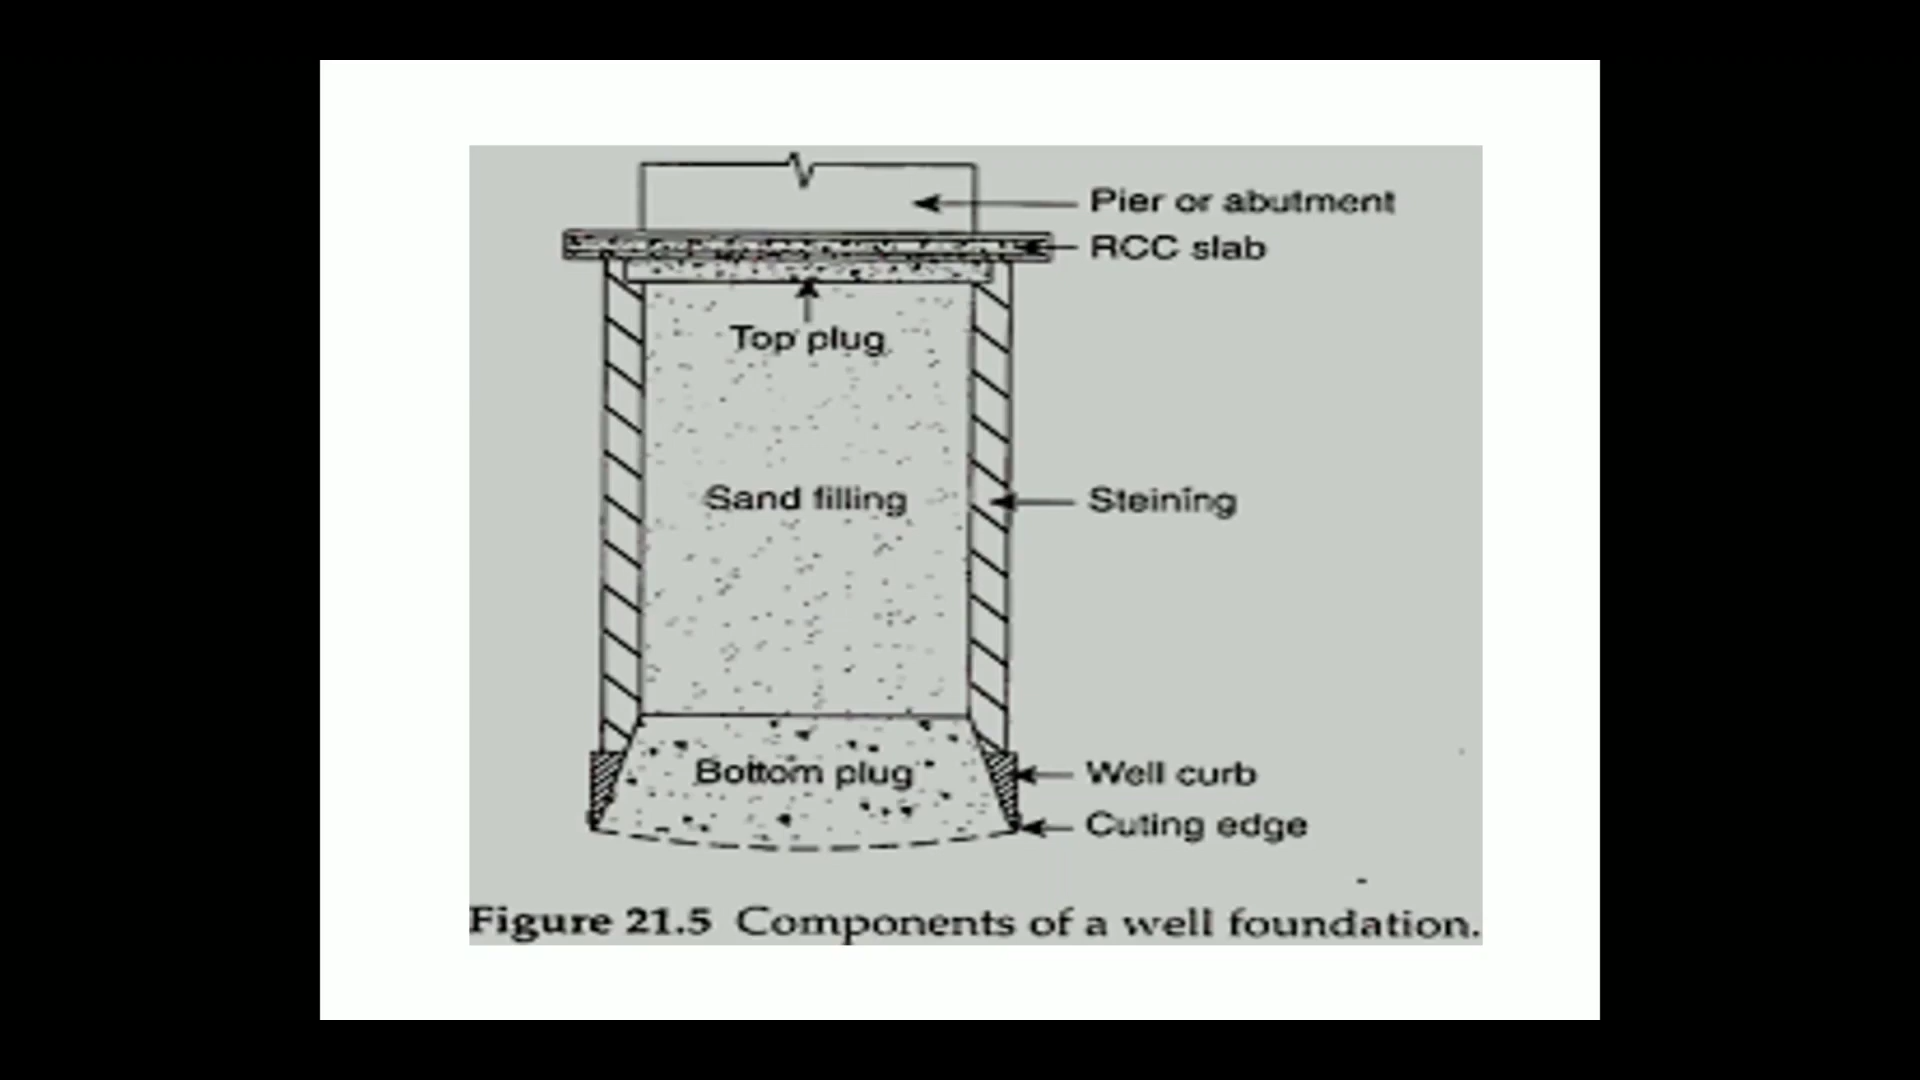 Pier or abutment
RCC slab
Top plug
Sand filling
Steining
Bottom plug
Well curb
Cuting edge
Figure 21.5 Components of a well foundation.